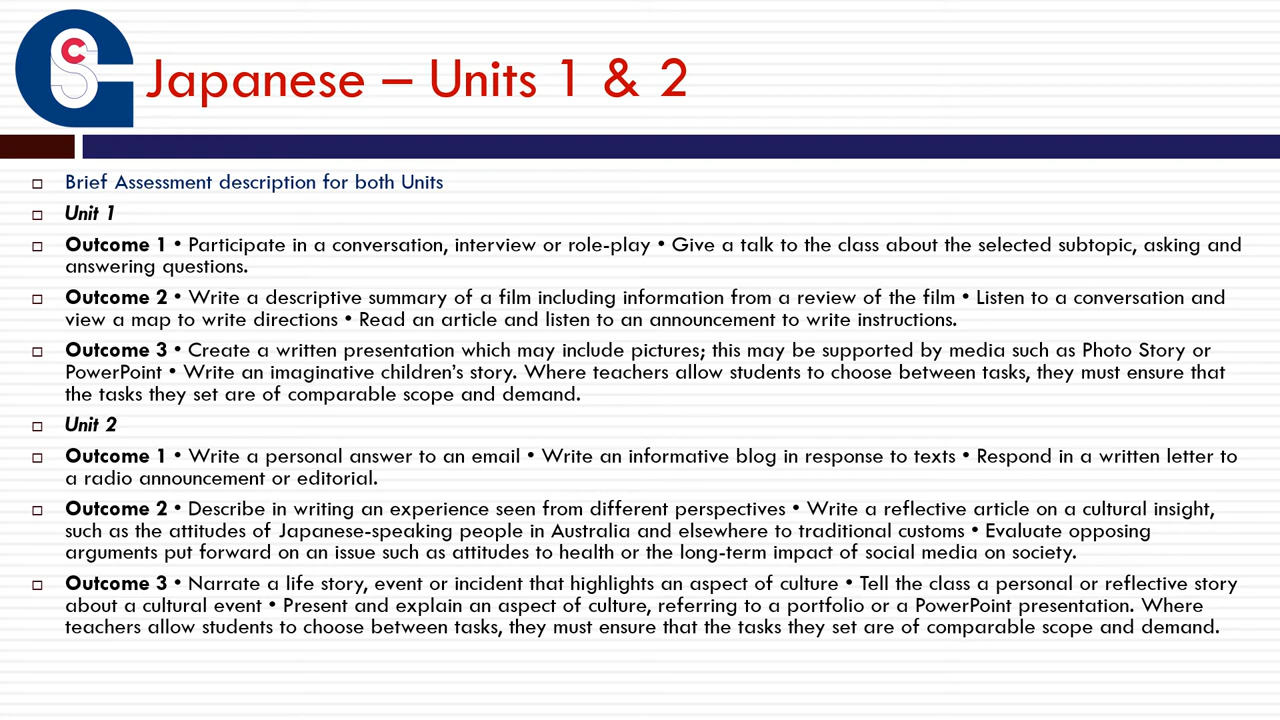 Japanese – Units 1 & 2
Brief Assessment description for both Units
Unit 1
Outcome 1 • Participate in a conversation, interview or role-play • Give a talk to the class about the selected subtopic, asking and
answering questions.
Outcome 2 • Write a descriptive summary of a film including information from a review of the film • Listen to a conversation and
view a map to write directions • Read an article and listen to an announcement to write instructions.
Outcome 3 • Create a written presentation which may include pictures; this may be supported by media such as Photo Story or
PowerPoint • Write an imaginative children’s story. Where teachers allow students to choose between tasks, they must ensure that
the tasks they set are of comparable scope and demand.
Unit 2
Outcome 1 • Write a personal answer to an email • Write an informative blog in response to texts • Respond in a written letter to
a radio announcement or editorial.
Outcome 2 • Describe in writing an experience seen from different perspectives • Write a reflective article on a cultural insight,
such as the attitudes of Japanese-speaking people in Australia and elsewhere to traditional customs • Evaluate opposing
arguments put forward on an issue such as attitudes to health or the long-term impact of social media on society.
Outcome 3 • Narrate a life story, event or incident that highlights an aspect of culture • Tell the class a personal or reflective story
about a cultural event • Present and explain an aspect of culture, referring to a portfolio or a PowerPoint presentation. Where
teachers allow students to choose between tasks, they must ensure that the tasks they set are of comparable scope and demand.